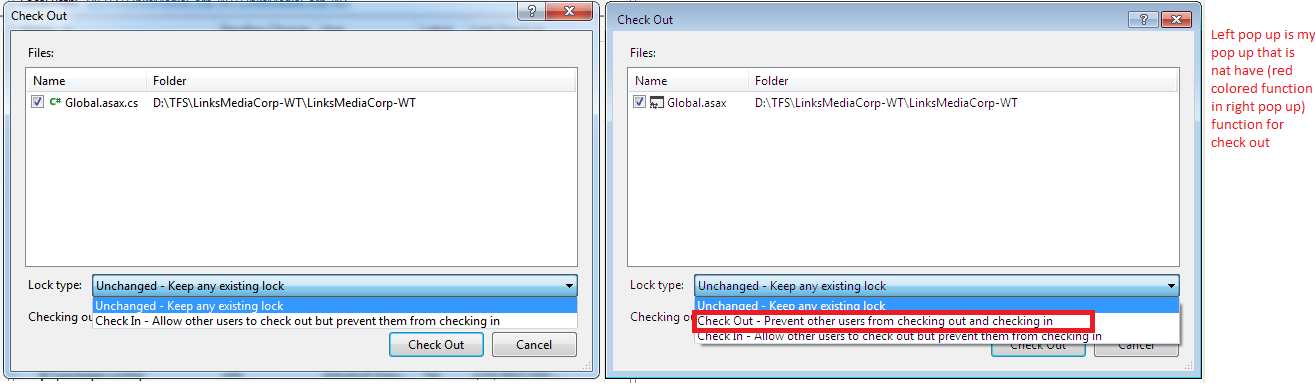 Check Out
Files:
Name Folder
C# Global.asax.cs D:\TFS\LinksMediaCorp-WT\LinksMediaCorp-WT
Lock type: Unchanged - Keep any existing lock
Unchanged - Keep any existing lock
Checking ou
Check In - Allow other users to check out but prevent them from checking in
Check Out Cancel
Check Out
Files:
Name Folder
Global.asax D:\TFS\LinksMediaCorp-WT\LinksMediaCorp-WT
Lock type: Unchanged - Keep any existing lock
Unchanged - Keep any existing lock
Checking ou
Check Out - Prevent other users from checking out and checking in
Check In - Allow other users to check out but prevent them from checking in
Check Out Cancel
Left pop up is my
pop up that is
nat have (red
colored function
in right pop up)
function for
check out